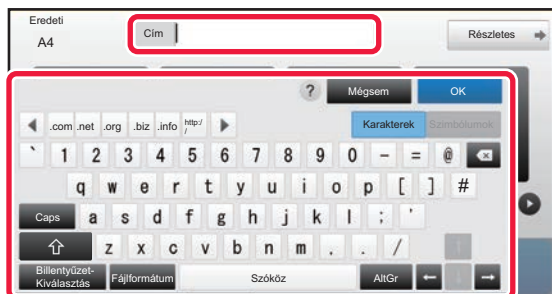 Eredeti
A4
Cím
Részletes
? Mégsem OK
.com .net .org .biz .info http:/
/
Karakterek Szimbólumok
` 1 2 3 4 5 6 7 8 9 0 - = @
q w e r t y u i o p [ ] #
Caps a s d f g h j k l ; '
z x c v b n m , . /
Billentyűzet-
Kiválasztás
Fájlformátum Szóköz AltGr